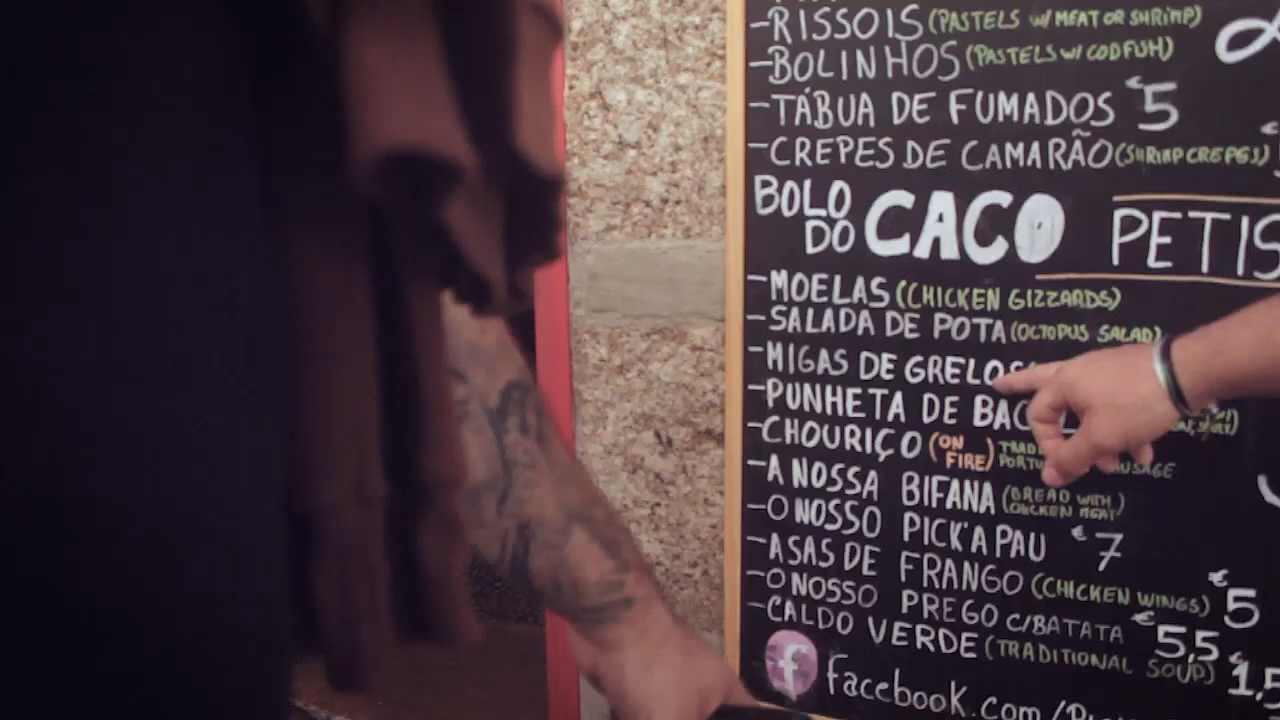 -RISSOIS (PASTELS W/ MEAT OR SHRIMP)
-BOLINHOS (PASTELS W/ CODFISH)
-TÁBUA DE FUMADOS €5
-CREPES DE CAMARÃO (SHRIMP CREPES) €
BOLO DO CACO PETIS
-MOELAS (CHICKEN GIZZARDS)
-SALADA DE POTA (OCTOPUS SALAD)
-MIGAS DE GRELOS
-PUNHETA DE BAC
-CHOURIÇO (ON FIRE) TRAD PORTU USAGE
-A NOSSA BIFANA (BREAD WITH CHICKEN MEAT)
-O NOSSO PICK'A PAU €7
-ASAS DE FRANGO (CHICKEN WINGS) €5
-O NOSSO PREGO C/BATATA €5,5
-CALDO VERDE (TRADITIONAL SOUP) €1,5
f facebook.com/